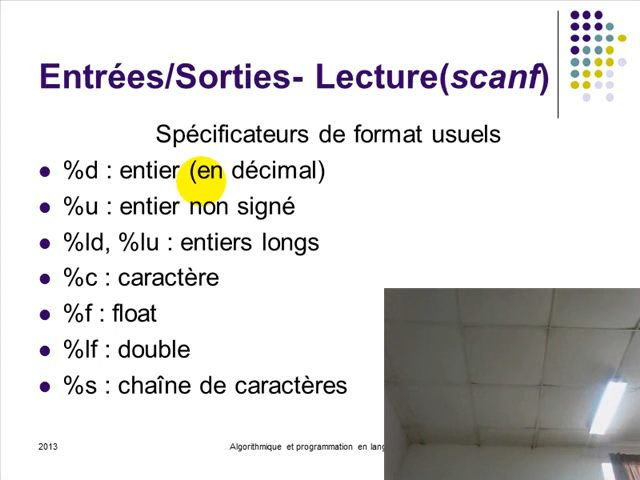 Entrées/Sorties- Lecture(scanf)
Spécificateurs de format usuels
%d : entier (en décimal)
%u : entier non signé
%ld, %lu : entiers longs
%c : caractère
%f : float
%lf : double
%s : chaîne de caractères
2013
Algorithmique et programmation en lang